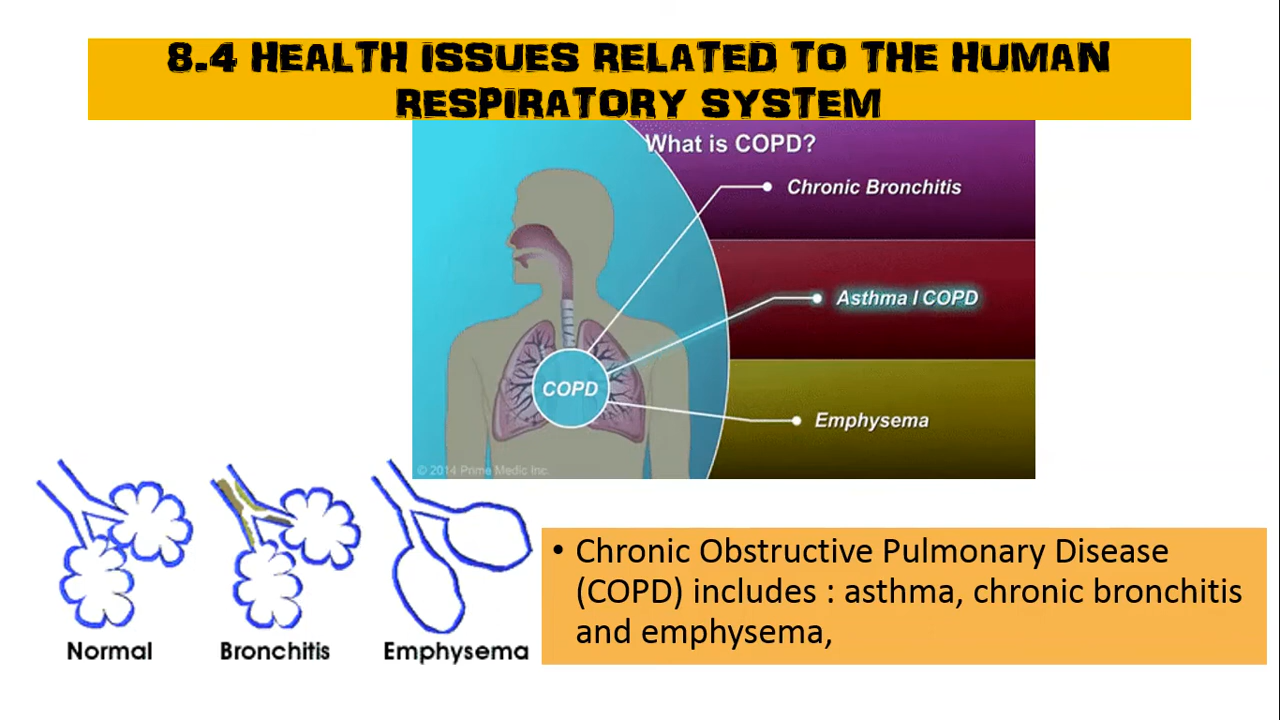 8.4 HEALTH ISSUES RELATED TO THE HUMAN
RESPIRATORY SYSTEM
What is COPD?
Chronic Bronchitis
Asthma / COPD
COPD
Emphysema
© 2014 Prime Medic Inc.
Normal
Bronchitis
Emphysema
• Chronic Obstructive Pulmonary Disease
(COPD) includes : asthma, chronic bronchitis
and emphysema,